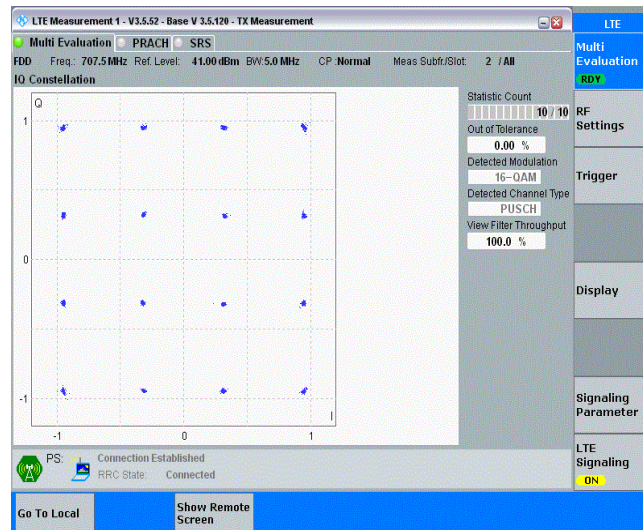 LTE Measurement 1 - V3.5.52 - Base V 3.5.120 - TX Measurement
LTE
Multi Evaluation PRACH SRS
FDD Freq.: 707.5 MHz Ref. Level: 41.00 dBm BW: 5.0 MHz CP :Normal Meas Subfr./Slot: 2 / All
IQ Constellation
Q
1
0
-1
-1 0 1
I
Statistic Count
10 / 10
Out of Tolerance
0.00 %
Detected Modulation
16-QAM
Detected Channel Type
PUSCH
View Filter Throughput
100.0 %
PS: Connection Established
RRC State: Connected
Multi
Evaluation
RDY
RF
Settings
Trigger
Display
Signaling
Parameter
LTE
Signaling
ON
Go To Local
Show Remote
Screen